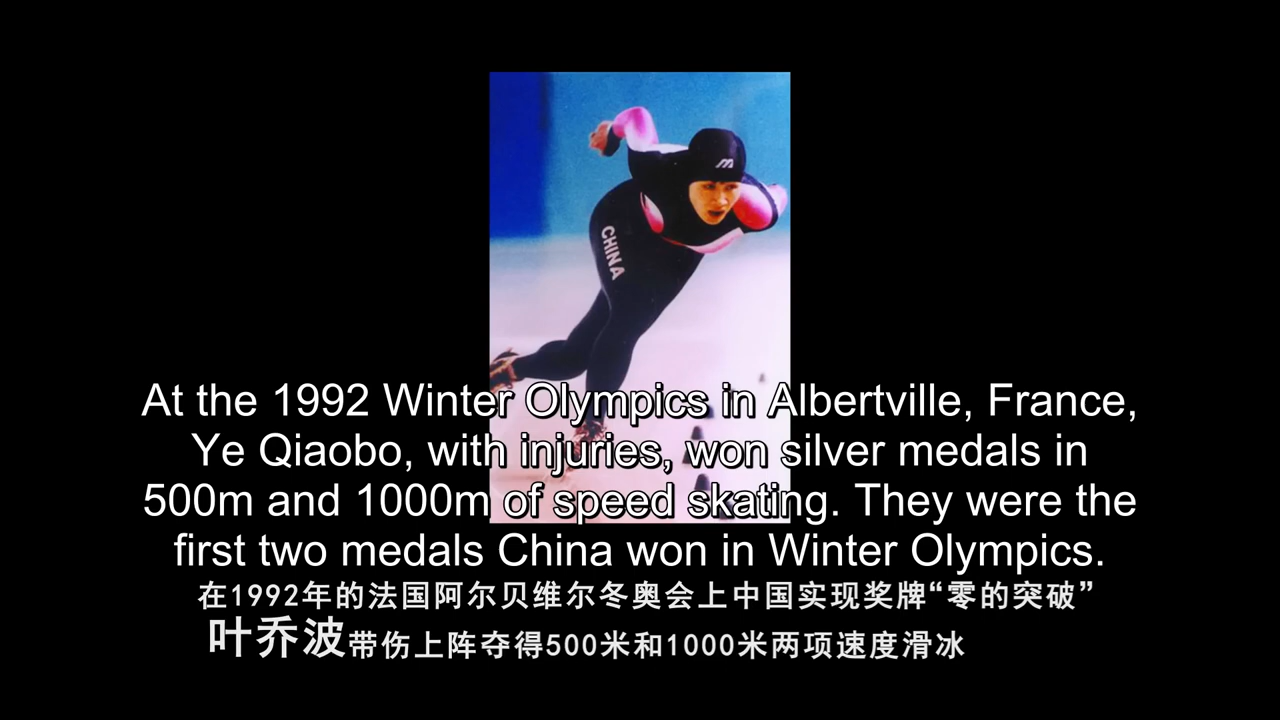 CHINA
At the 1992 Winter Olympics in Albertville, France,
Ye Qiaobo, with injuries, won silver medals in
500m and 1000m of speed skating. They were the
first two medals China won in Winter Olympics.
在1992年的法国阿尔贝维尔冬奥会上中国实现奖牌“零的突破”
叶乔波带伤上阵夺得500米和1000米两项速度滑冰